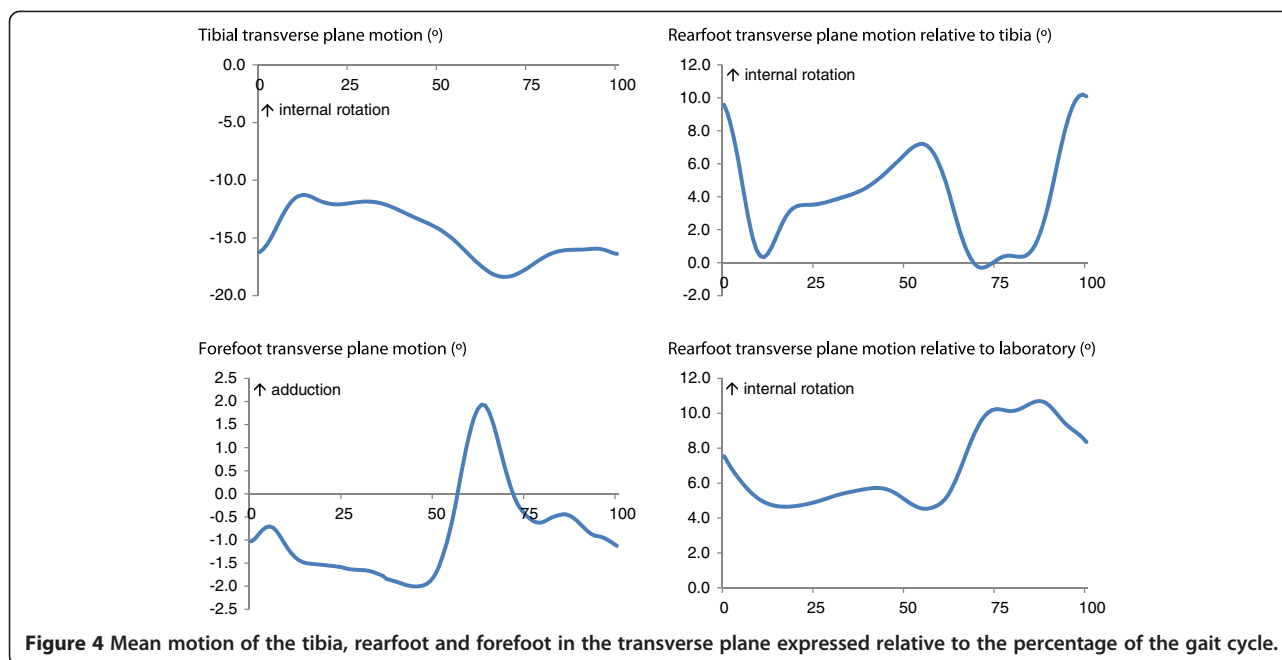 Tibial transverse plane motion (º)
0.0
0 25 50 75 100
↑ internal rotation
-5.0
-10.0
-15.0
-20.0
Rearfoot transverse plane motion relative to tibia (º)
12.0
↑ internal rotation
10.0
8.0
6.0
4.0
2.0
0.0
0 25 50 75 100
-2.0
Forefoot transverse plane motion (º)
2.5
↑ adduction
2.0
1.5
1.0
0.5
0.0
0 25 50 75 100
-0.5
-1.0
-1.5
-2.0
-2.5
Rearfoot transverse plane motion relative to laboratory (º)
12.0
↑ internal rotation
10.0
8.0
6.0
4.0
2.0
0.0
0 25 50 75 100
Figure 4 Mean motion of the tibia, rearfoot and forefoot in the transverse plane expressed relative to the percentage of the gait cycle.